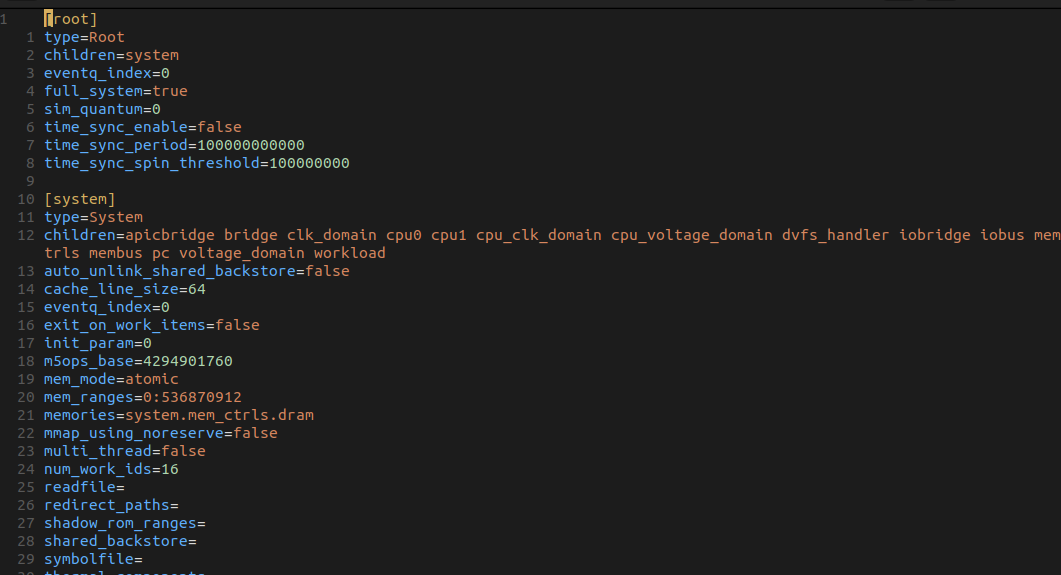 1 [root]
1 type=Root
2 children=system
3 eventq_index=0
4 full_system=true
5 sim_quantum=0
6 time_sync_enable=false
7 time_sync_period=100000000000
8 time_sync_spin_threshold=100000000
9
10 [system]
11 type=System
12 children=apicbridge bridge clk_domain cpu0 cpu1 cpu_clk_domain cpu_voltage_domain dvfs_handler iobridge iobus mem
trls membus pc voltage_domain workload
13 auto_unlink_shared_backstore=false
14 cache_line_size=64
15 eventq_index=0
16 exit_on_work_items=false
17 init_param=0
18 m5ops_base=4294901760
19 mem_mode=atomic
20 mem_ranges=0:536870912
21 memories=system.mem_ctrls.dram
22 mmap_using_noreserve=false
23 multi_thread=false
24 num_work_ids=16
25 readfile=
26 redirect_paths=
27 shadow_rom_ranges=
28 shared_backstore=
29 symbolfile=